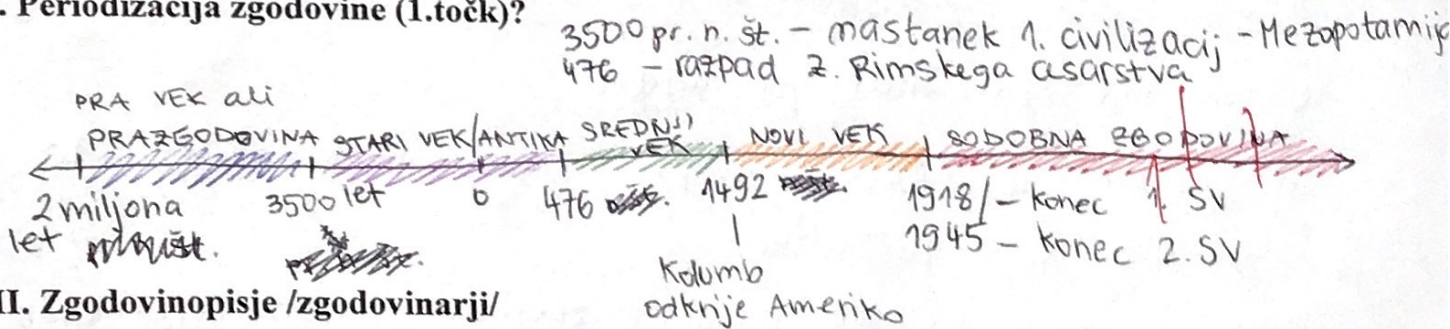 . Periodizacija zgodovine (1.točk)?
3500 pr. n. št. – nastanek 1. civilizacij – Mezopotamij
476 – razpad Z. Rimskega cesarstva
PRA VEK ali
PRAZGODOVINA STARI VEK/ANTIKA SREDNJI VEK NOVI VEK SODOBNA ZGODOVINA
2 miljona 3500 let 0 476 1492 1918/ – konec 1. SV
let 1945 – konec 2. SV
Kolumb
odkrije Ameriko
II. Zgodovinopisje /zgodovinarji/